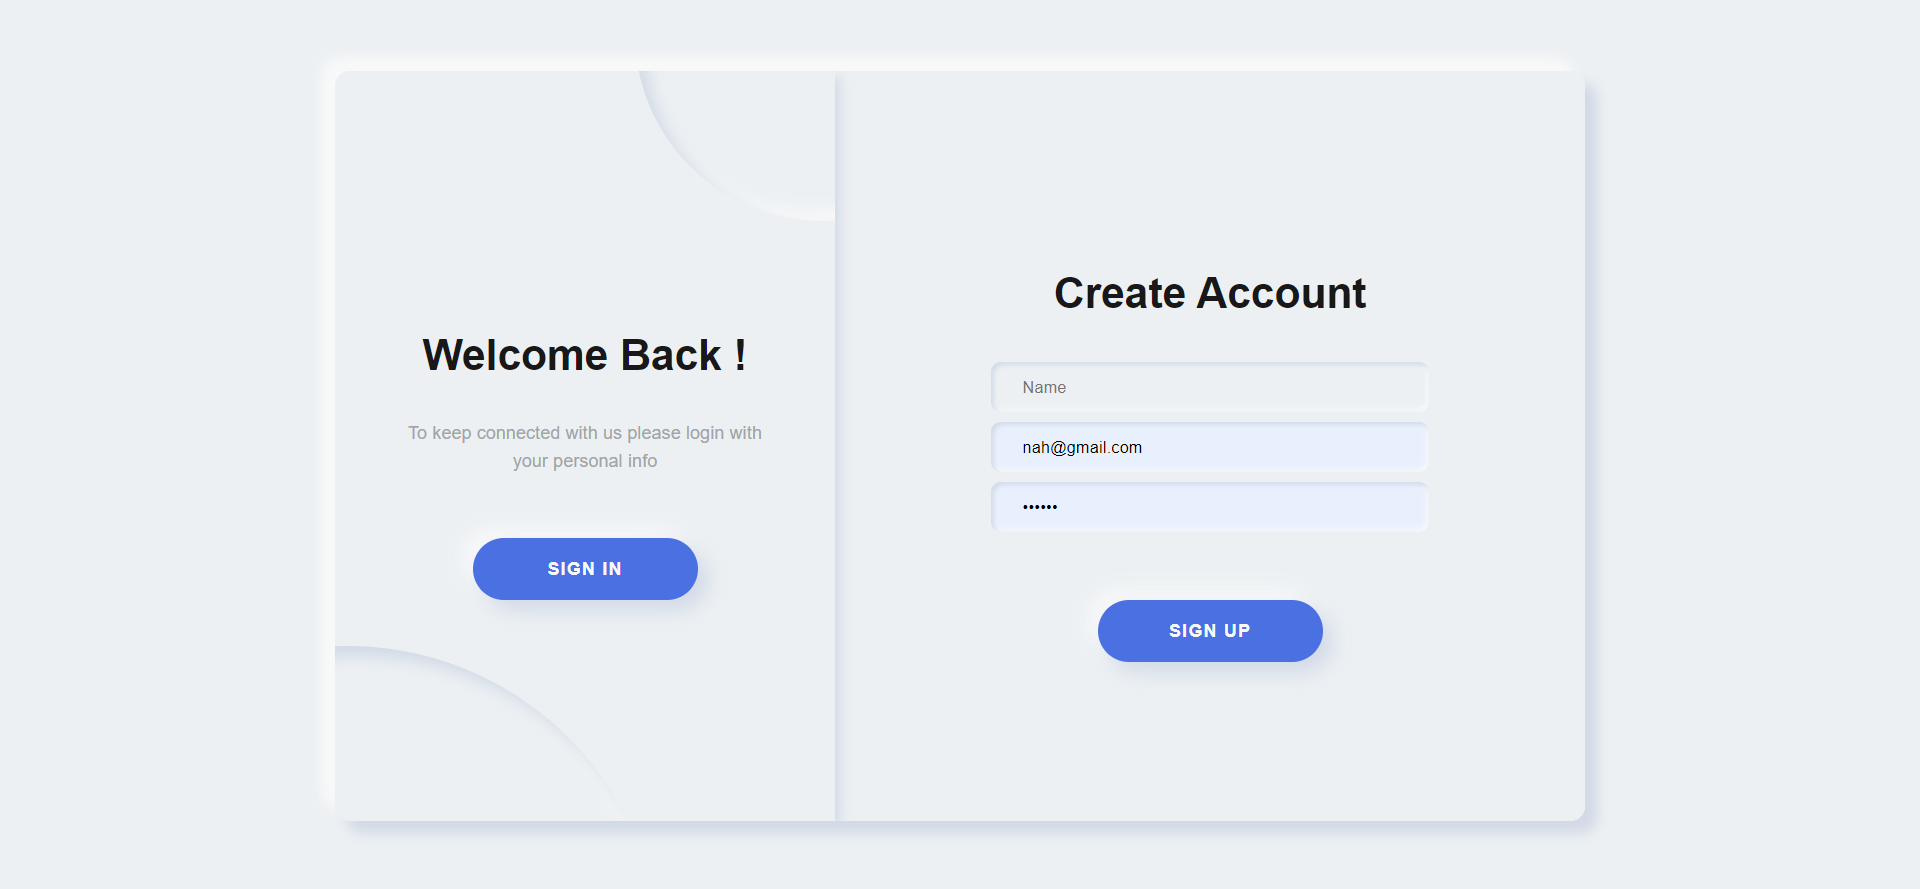 Welcome Back !
To keep connected with us please login with
your personal info
SIGN IN
Create Account
Name
nah@gmail.com
••••••
SIGN UP